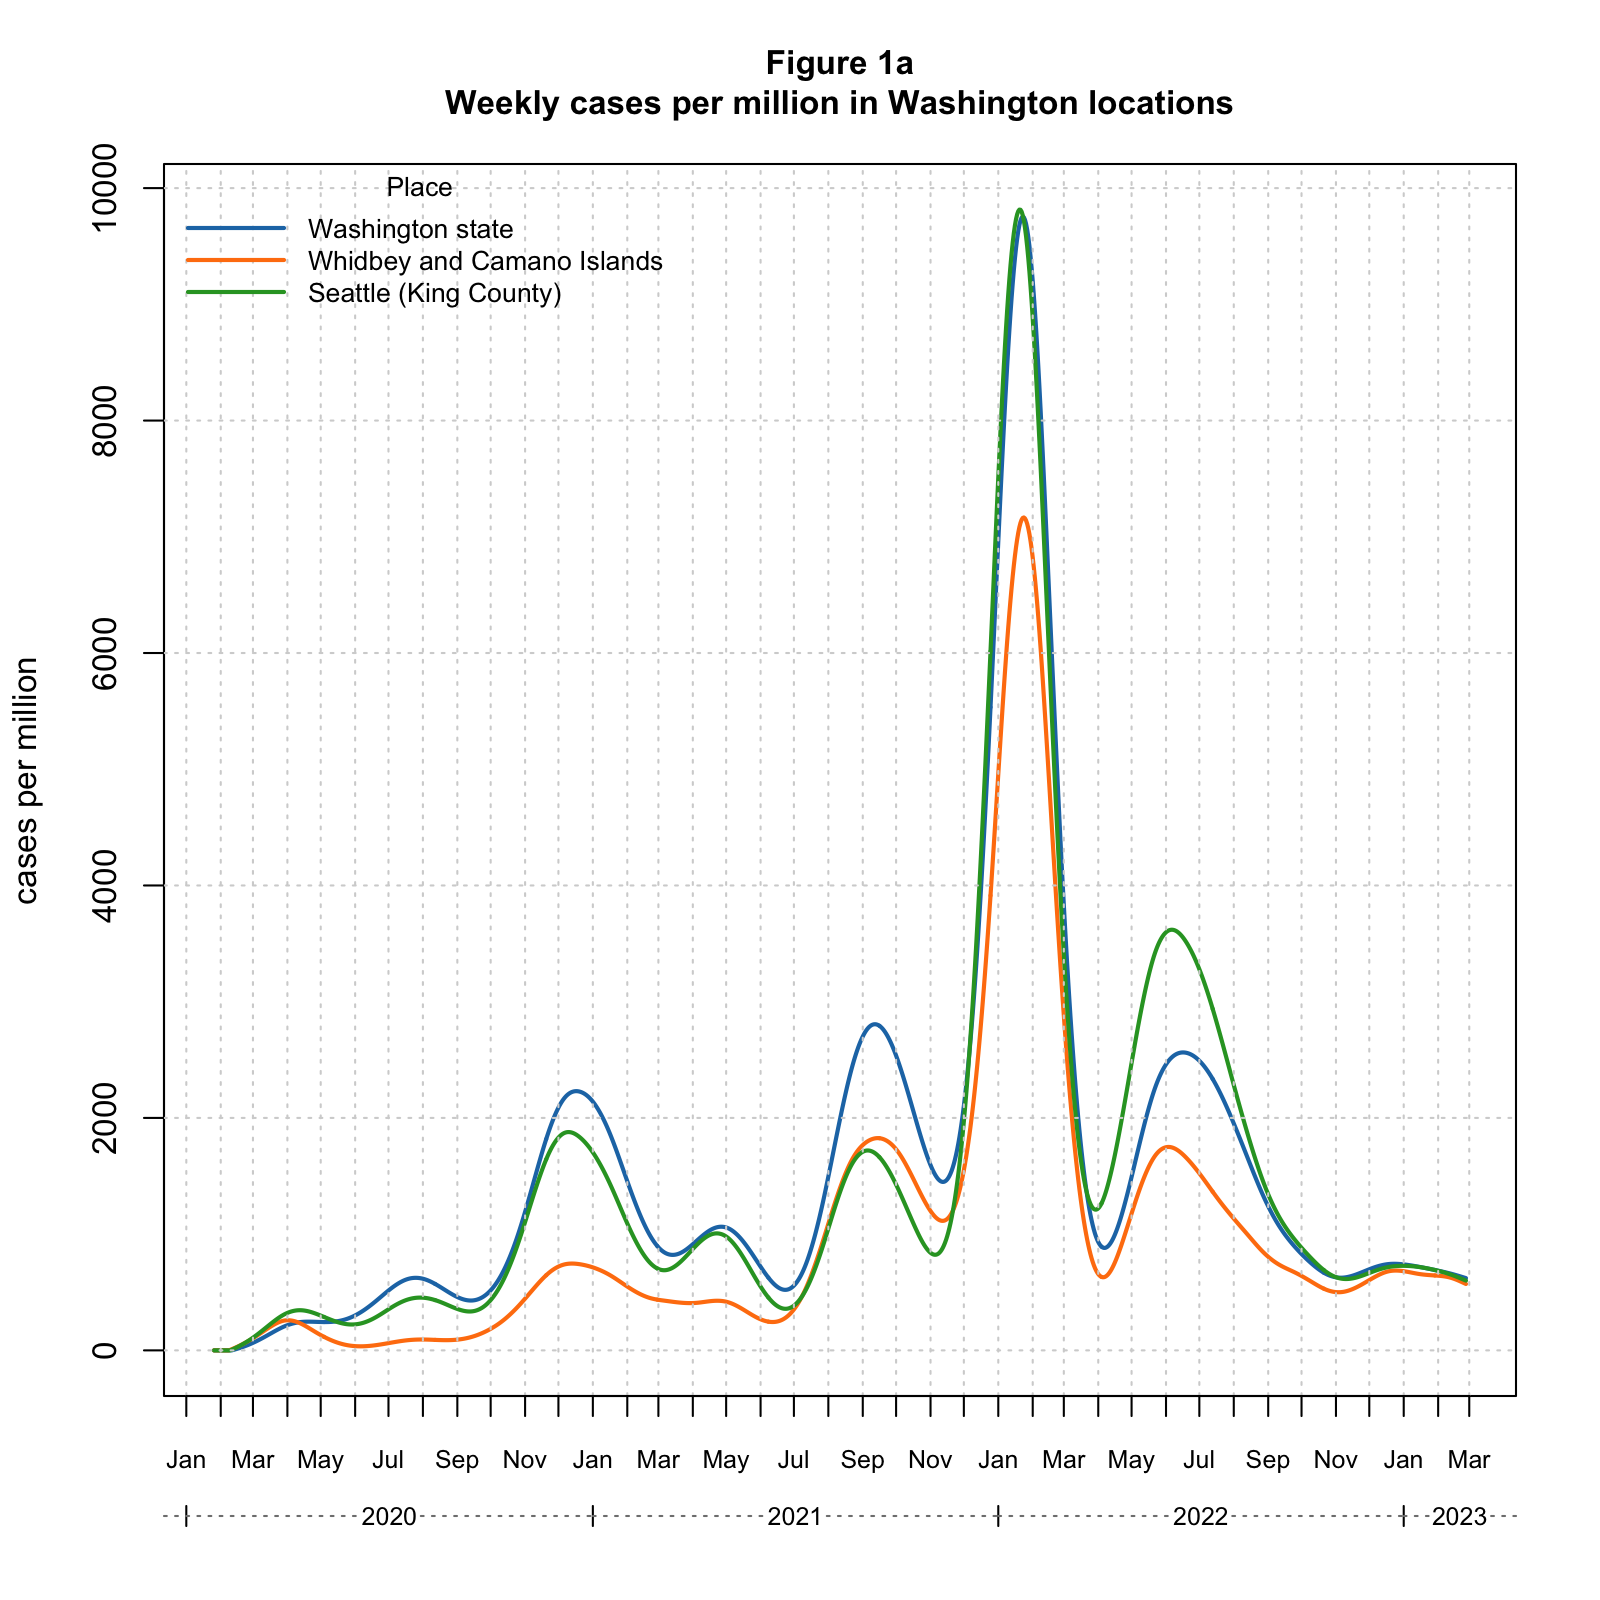 Figure 1a
Weekly cases per million in Washington locations
Place
Washington state
Whidbey and Camano Islands
Seattle (King County)
cases per million
10000
8000
6000
4000
2000
0
Jan Mar May Jul Sep Nov Jan Mar May Jul Sep Nov Jan Mar May Jul Sep Nov Jan Mar
2020 2021 2022 2023